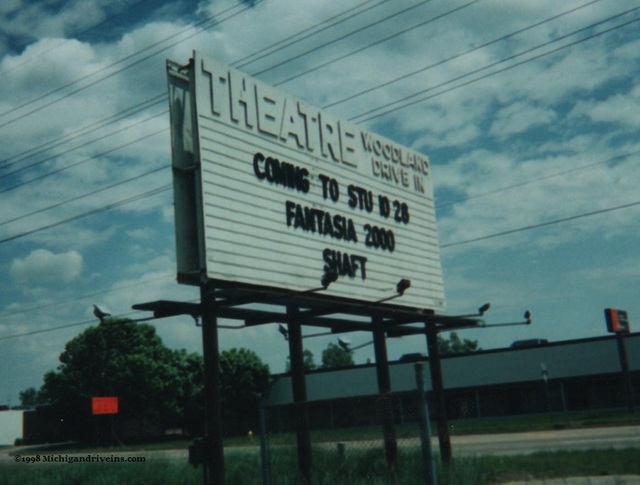 THEATRE
WOODLAND
DRIVE IN
COMING TO STU 10 28
FANTASIA 2000
SHAFT
©1998 Michigandriveins.com